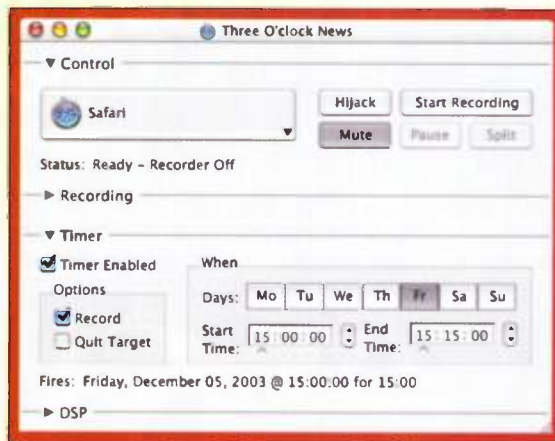 Three O'clock News
Control
Safari
Hijack Start Recording
Mute Pause Split
Status: Ready - Recorder Off
Recording
Timer
Timer Enabled
When
Options
Days: Mo Tu We Th Fr Sa Su
Record
Quit Target
Start Time: 15:00:00 End Time: 15:15:00
Fires: Friday, December 05, 2003 @ 15:00:00 for 15:00
DSP